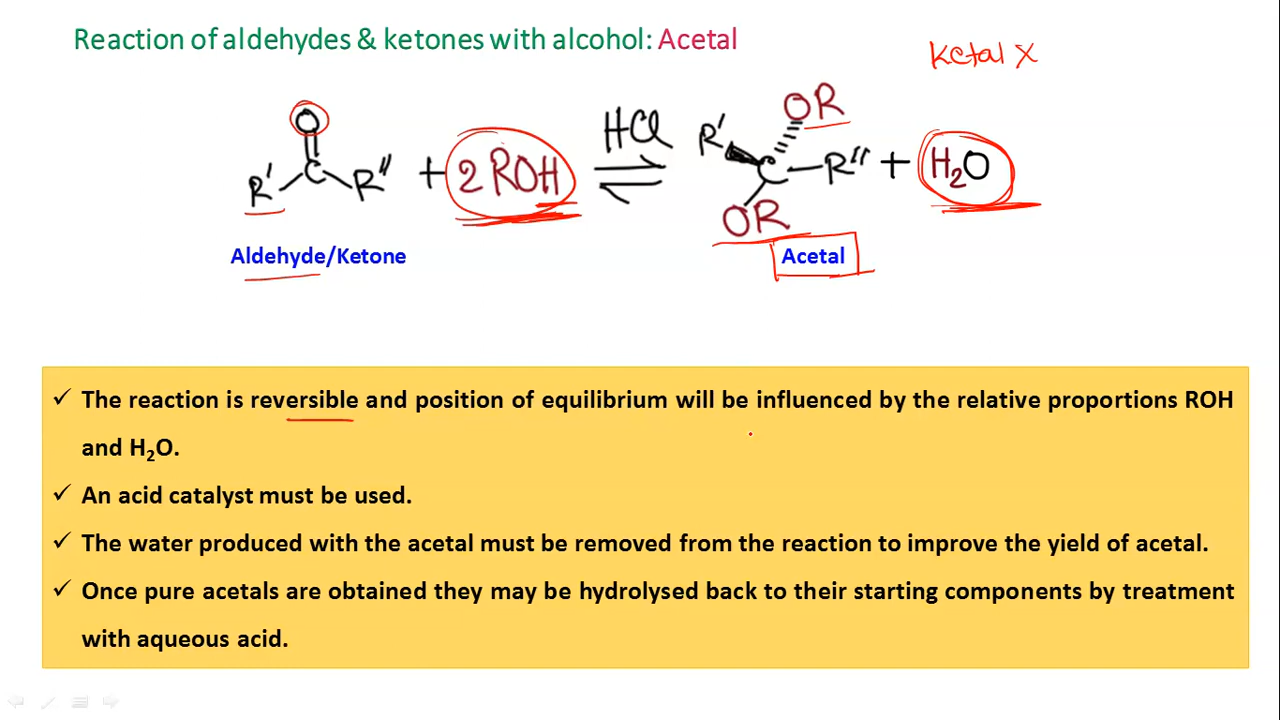 Reaction of aldehydes & ketones with alcohol: Acetal
Ketal X
O
C
R' R"
+ 2 ROH
HCl
R' OR
C R"
OR
+ H₂O
Aldehyde/Ketone
Acetal
✓ The reaction is reversible and position of equilibrium will be influenced by the relative proportions ROH
and H₂O.
✓ An acid catalyst must be used.
✓ The water produced with the acetal must be removed from the reaction to improve the yield of acetal.
✓ Once pure acetals are obtained they may be hydrolysed back to their starting components by treatment
with aqueous acid.